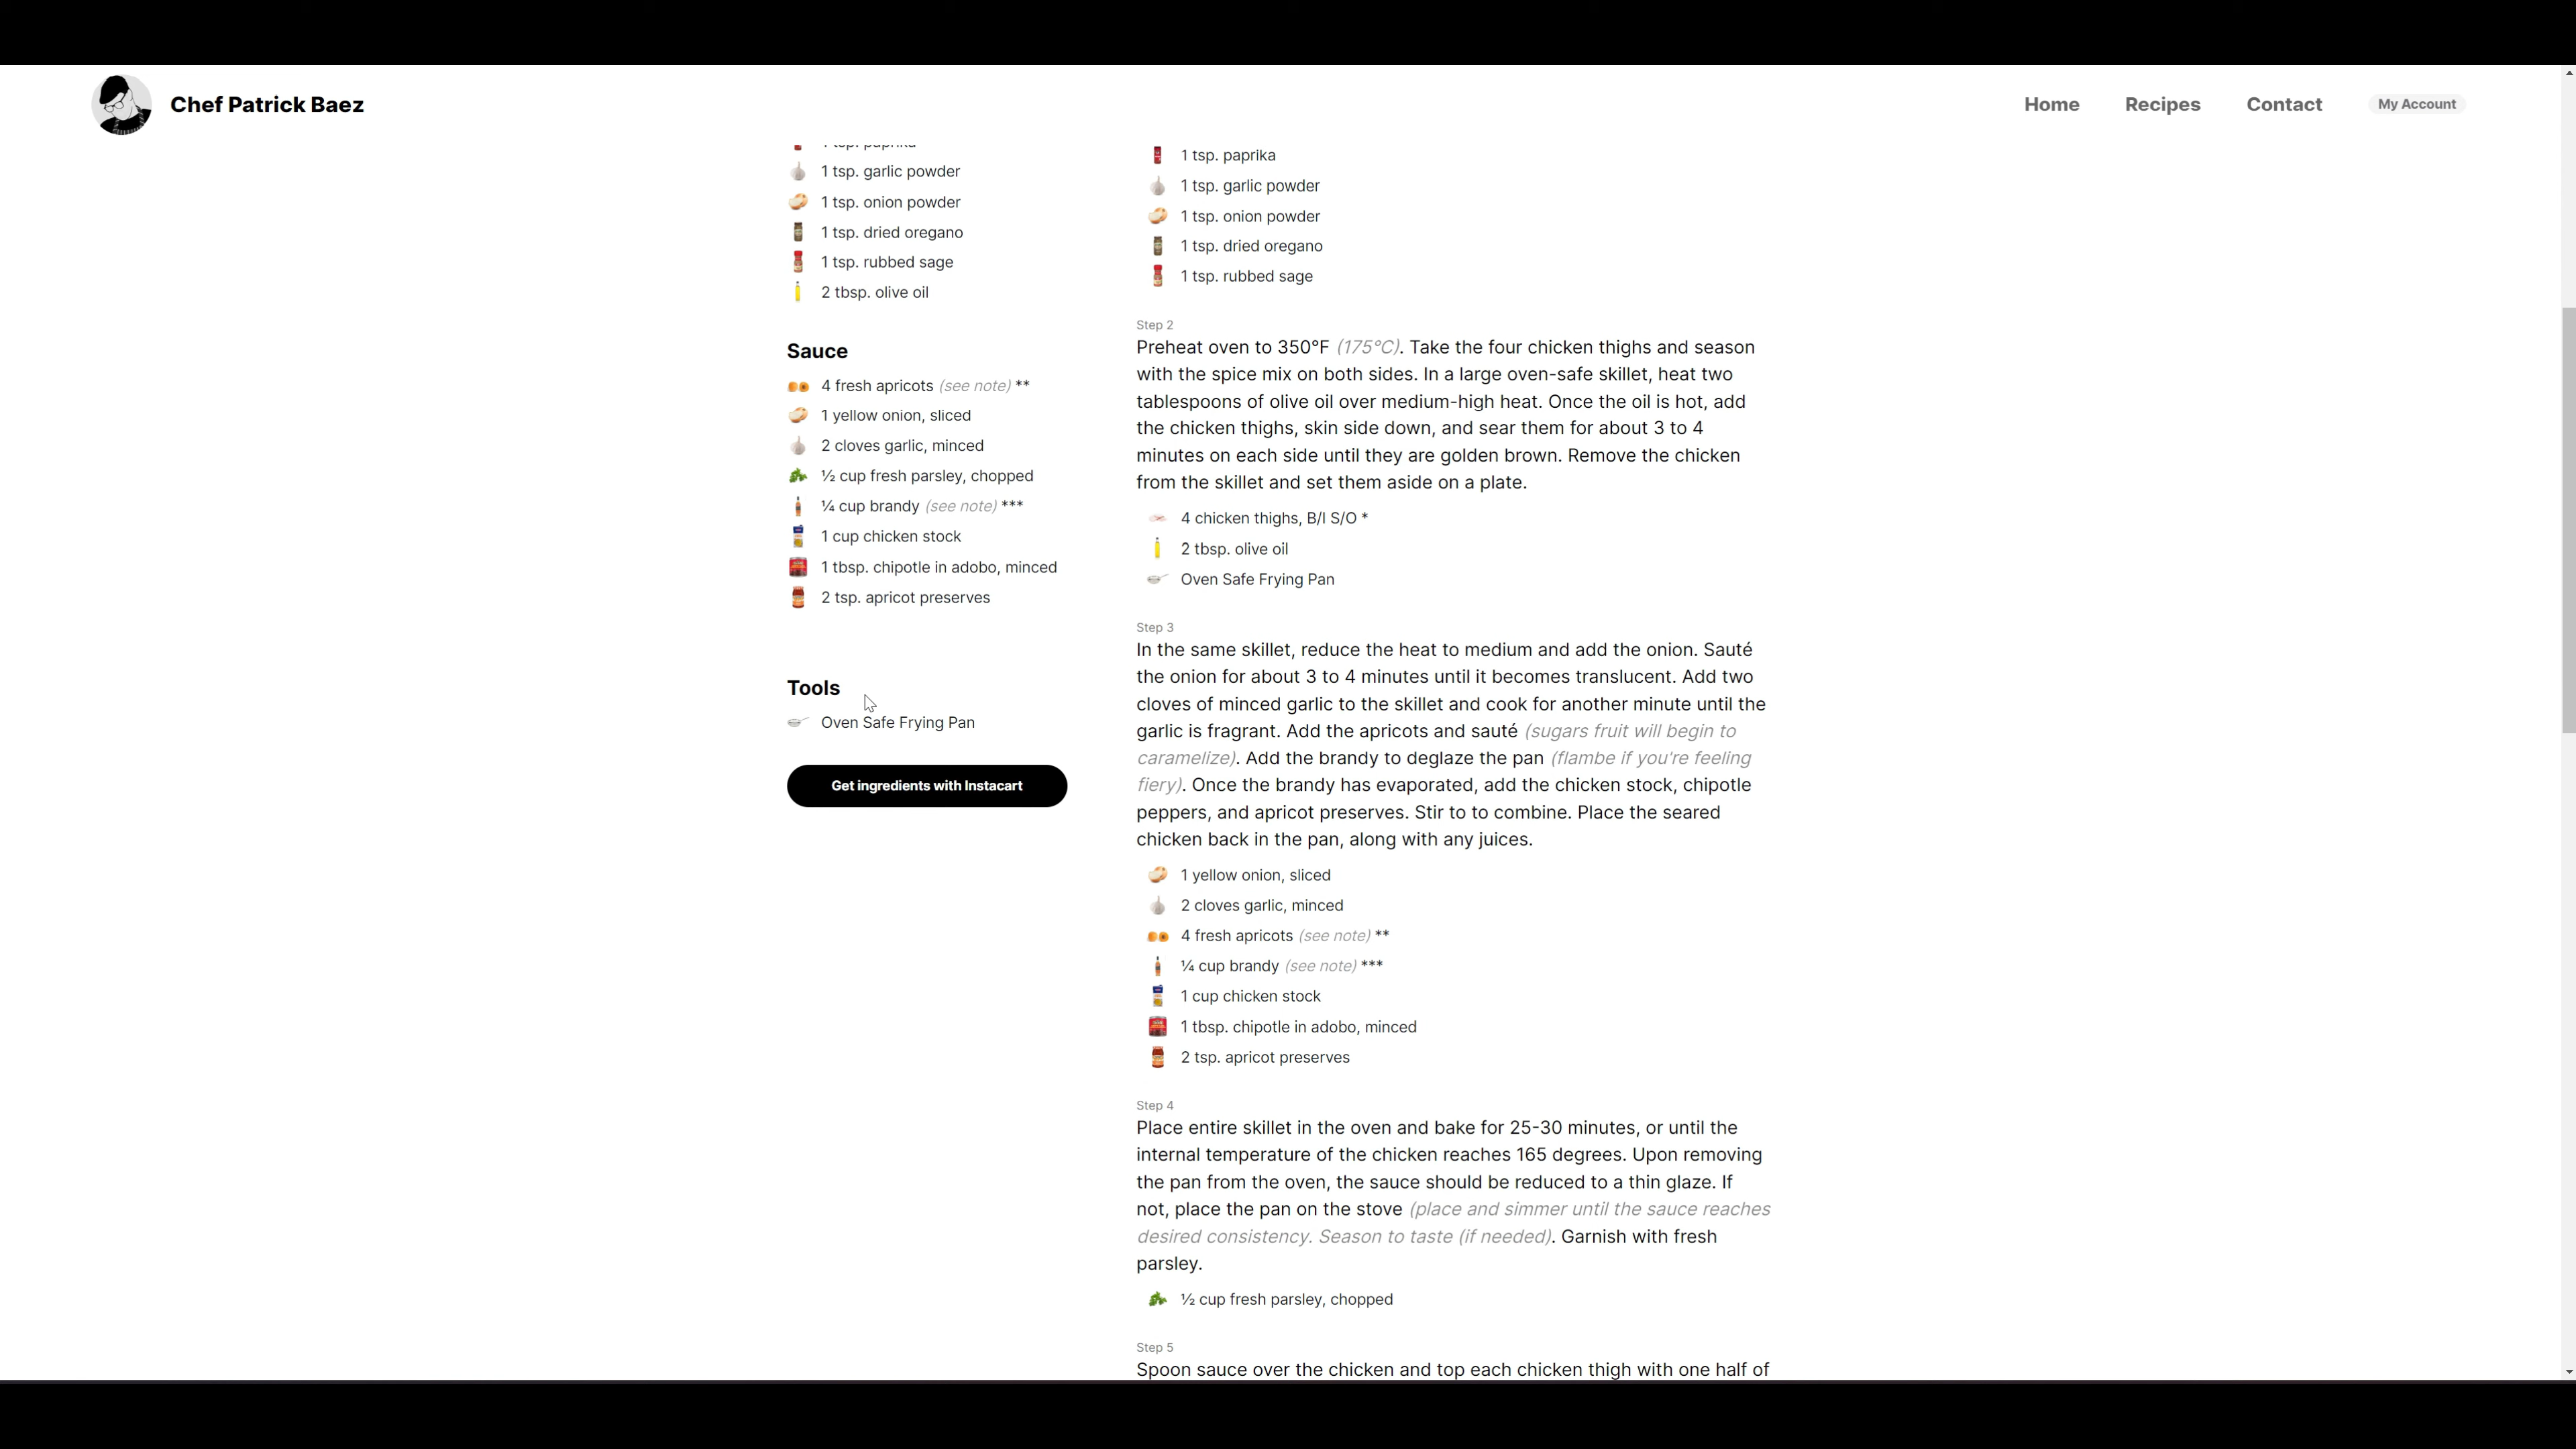 Chef Patrick Baez
Home
Recipes
Contact
My Account
1 tsp. paprika
1 tsp. garlic powder
1 tsp. onion powder
1 tsp. dried oregano
1 tsp. rubbed sage
2 tbsp. olive oil
Sauce
4 fresh apricots (see note) **
1 yellow onion, sliced
2 cloves garlic, minced
½ cup fresh parsley, chopped
¼ cup brandy (see note) ***
1 cup chicken stock
1 tbsp. chipotle in adobo, minced
2 tsp. apricot preserves
Tools
Oven Safe Frying Pan
Get ingredients with Instacart
1 tsp. paprika
1 tsp. garlic powder
1 tsp. onion powder
1 tsp. dried oregano
1 tsp. rubbed sage
Step 2
Preheat oven to 350°F (175°C). Take the four chicken thighs and season
with the spice mix on both sides. In a large oven-safe skillet, heat two
tablespoons of olive oil over medium-high heat. Once the oil is hot, add
the chicken thighs, skin side down, and sear them for about 3 to 4
minutes on each side until they are golden brown. Remove the chicken
from the skillet and set them aside on a plate.
4 chicken thighs, B/I S/O *
2 tbsp. olive oil
Oven Safe Frying Pan
Step 3
In the same skillet, reduce the heat to medium and add the onion. Sauté
the onion for about 3 to 4 minutes until it becomes translucent. Add two
cloves of minced garlic to the skillet and cook for another minute until the
garlic is fragrant. Add the apricots and sauté (sugars fruit will begin to
caramelize). Add the brandy to deglaze the pan (flambe if you're feeling
fiery). Once the brandy has evaporated, add the chicken stock, chipotle
peppers, and apricot preserves. Stir to to combine. Place the seared
chicken back in the pan, along with any juices.
1 yellow onion, sliced
2 cloves garlic, minced
4 fresh apricots (see note) **
¼ cup brandy (see note) ***
1 cup chicken stock
1 tbsp. chipotle in adobo, minced
2 tsp. apricot preserves
Step 4
Place entire skillet in the oven and bake for 25-30 minutes, or until the
internal temperature of the chicken reaches 165 degrees. Upon removing
the pan from the oven, the sauce should be reduced to a thin glaze. If
not, place the pan on the stove (place and simmer until the sauce reaches
desired consistency. Season to taste (if needed). Garnish with fresh
parsley.
½ cup fresh parsley, chopped
Step 5
Spoon sauce over the chicken and top each chicken thigh with one half of